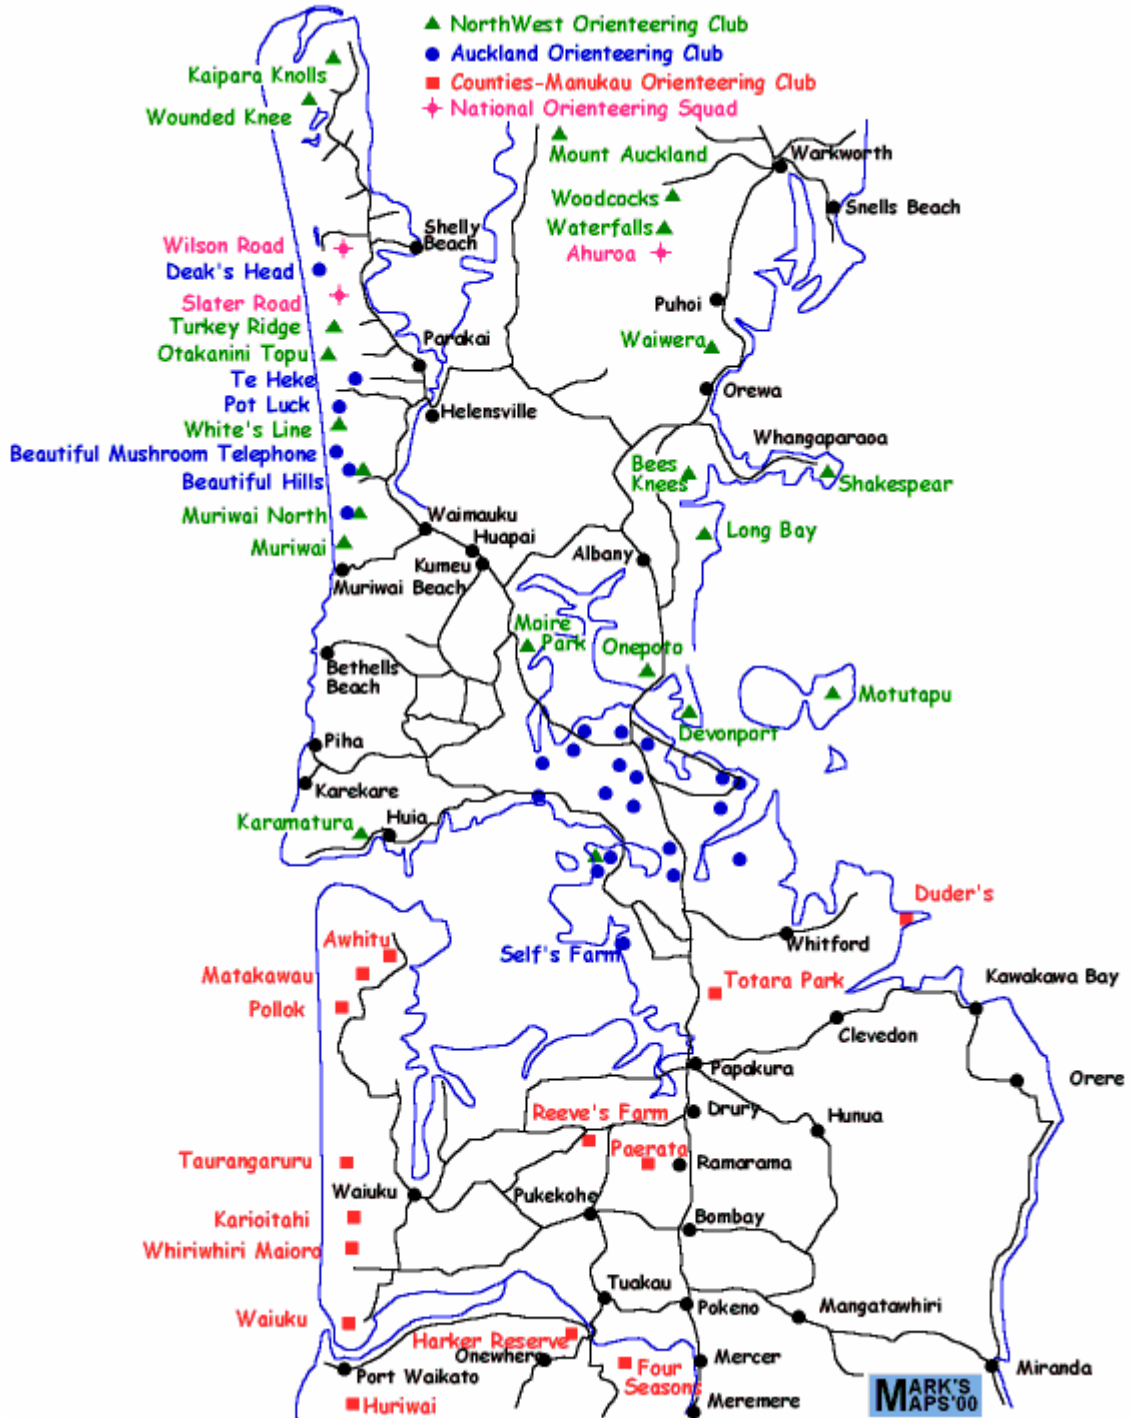 NorthWest Orienteering Club
Auckland Orienteering Club
Counties-Manukau Orienteering Club
National Orienteering Squad
Kaipara Knolls
Wounded Knee
Mount Auckland
Warkworth
Woodcocks
Snells Beach
Waterfalls
Ahuroa
Shelly
Beach
Wilson Road
Deak's Head
Slater Road
Puhoi
Turkey Ridge
Waiwera
Parakai
Otakanini Topu
Te Heke
Orewa
Pot Luck
Helensville
White's Line
Whangaparaoa
Beautiful Mushroom Telephone
Bees
Knees
Beautiful Hills
Shakespear
Muriwai North
Waimauku
Long Bay
Huapai
Muriwai
Albany
Kumeu
Muriwai Beach
Moire
Park
Onepoto
Bethells
Beach
Motutapu
Devonport
Piha
Karekare
Karamatura
Huia
Duder's
Awhitu
Whitford
Self's Farm
Matakawau
Totara Park
Kawakawa Bay
Pollok
Clevedon
Papakura
Orere
Reeve's Farm
Drury
Hunua
Paerata
Taurangaruru
Ramarama
Waiuku
Pukekohe
Karioitahi
Bombay
Whiriwhiri Maioro
Tuakau
Pokeno
Mangatawhiri
Waiuku
Harker Reserve
Onewhero
Mercer
Four
Seasons
Port Waikato
Miranda
Huriwai
Meremere
MARK'S
MAPS'00